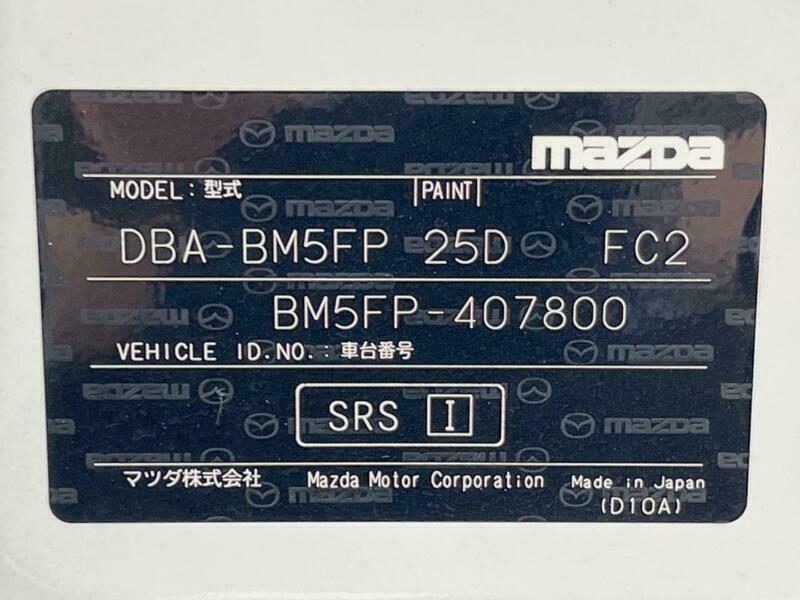 mazda
MODEL : 型式 PAINT
DBA-BM5FP 25D FC2
BM5FP-407800
VEHICLE ID.NO. : 車台番号
SRS I
マツダ株式会社 Mazda Motor Corporation Made in Japan
(D10A)